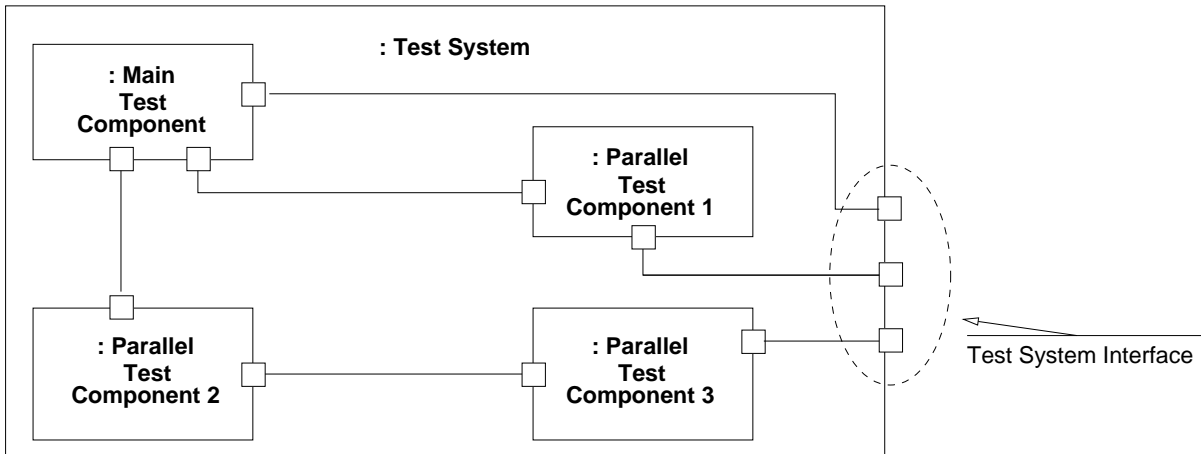 : Test System
: Main
Test
Component
: Parallel
Test
Component 1
: Parallel
Test
Component 2
: Parallel
Test
Component 3
Test System Interface